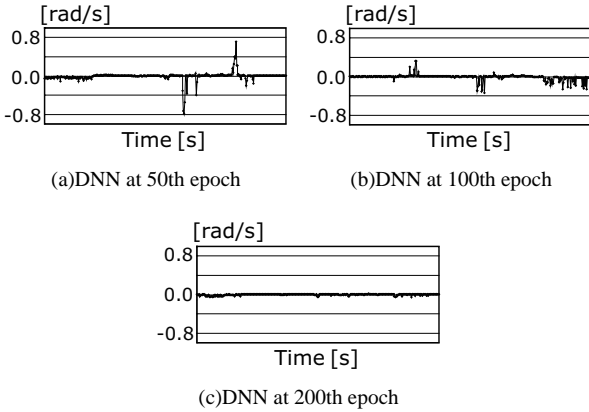 [rad/s]
0.8
0.0
-0.8
Time [s]
(a)DNN at 50th epoch
[rad/s]
0.8
0.0
-0.8
Time [s]
(b)DNN at 100th epoch
[rad/s]
0.8
0.0
-0.8
Time [s]
(c)DNN at 200th epoch